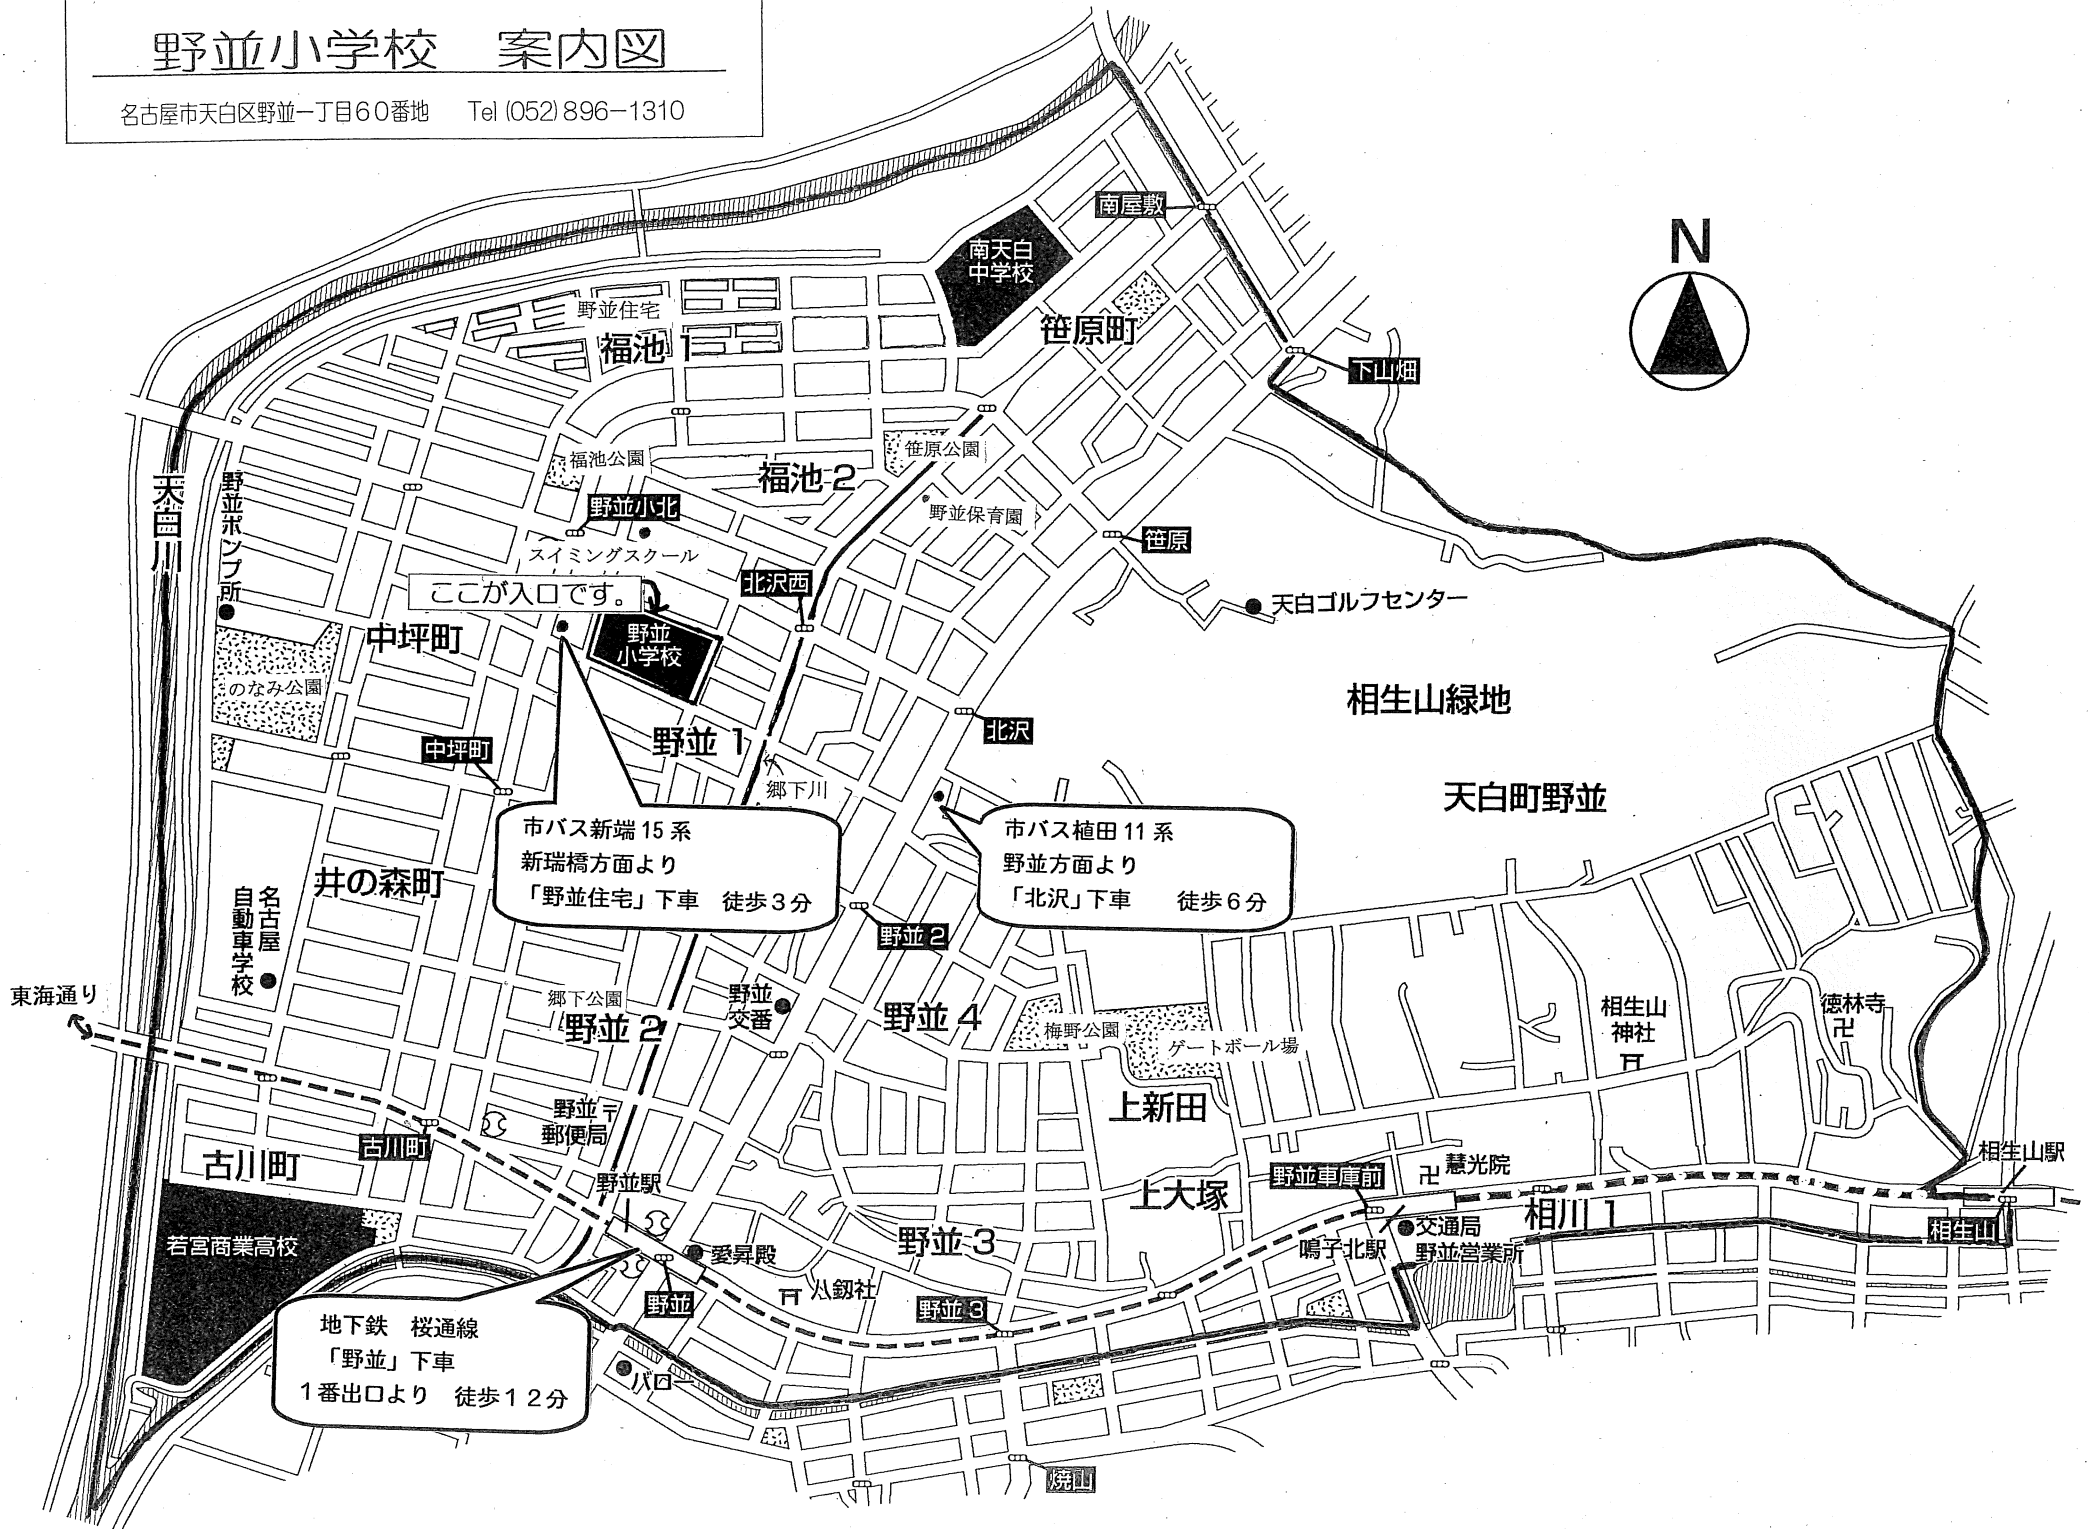 野並小学校　案内図
名古屋市天白区野並一丁目60番地　Tel (052) 896-1310
南屋敷
南天白
中学校
N
野並住宅
福池 1
笹原町
下山畑
笹原公園
福池公園
福池 2
天白川
野並ポンプ所
野並小北
野並保育園
笹原
スイミングスクール
北沢西
ここが入口です。
天白ゴルフセンター
中坪町
野並
小学校
のなみ公園
相生山緑地
北沢
野並 1
中坪町
郷下川
天白町野並
市バス新端 15 系
新瑞橋方面より
「野並住宅」下車　徒歩3分
市バス植田 11 系
野並方面より
「北沢」下車　徒歩6分
井の森町
名古屋
自動車学校
野並2
東海通り
郷下公園
野並
交番
野並 2
野並 4
梅野公園
ゲートボール場
相生山
神社
徳林寺
卍
野並
郵便局
〒
上新田
古川町
古川町
相生山駅
慧光院
卍
野並車庫前
野並駅
上大塚
相川 1
交通局
野並営業所
鳴子北駅
相生山
若宮商業高校
愛昇殿
野並 3
八劔社
野並
野並3
地下鉄　桜通線
「野並」下車
1番出口より　徒歩12分
バロー
焼山